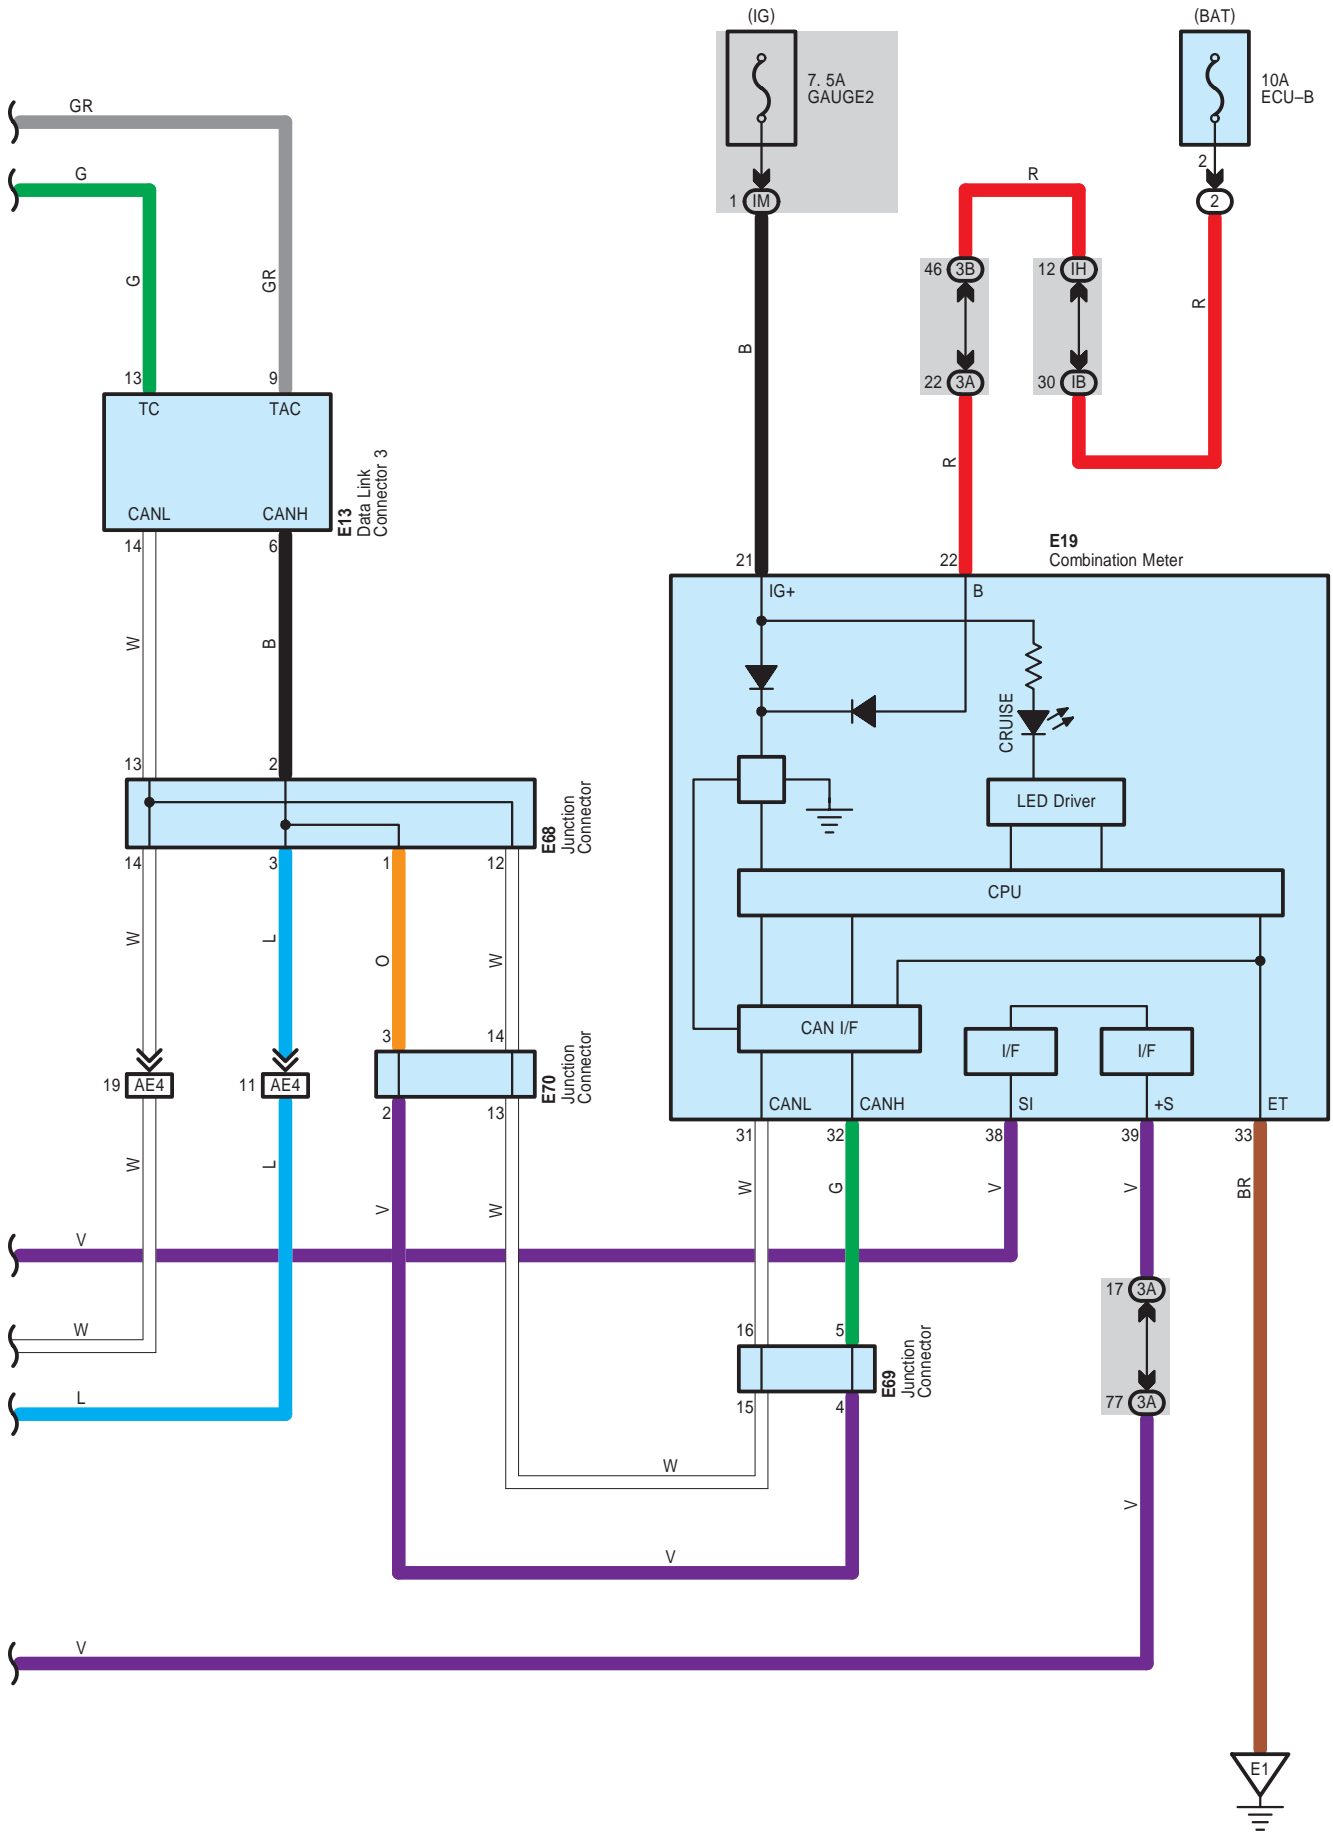 (IG)
(BAT)
7. 5A
GAUGE2
10A
ECU–B
GR
G
2
1 IM
2
R
G
GR
46 3B
12 IH
R
B
22 3A
30 IB
R
13
9
TC
TAC
CANL
CANH
E13
Data Link
Connector 3
14
6
W
B
E19
Combination Meter
21
22
IG+
B
CRUISE
LED Driver
CPU
CAN I/F
I/F
I/F
CANL
CANH
SI
+S
ET
13
2
E68
Junction
Connector
14
3
1
12
W
L
O
W
3
14
19 AE4
11 AE4
E70
Junction
Connector
2
13
31
32
38
39
33
W
L
V
W
W
G
V
V
BR
V
17 3A
W
16
5
E69
Junction
Connector
L
15
4
77 3A
W
V
V
V
E1